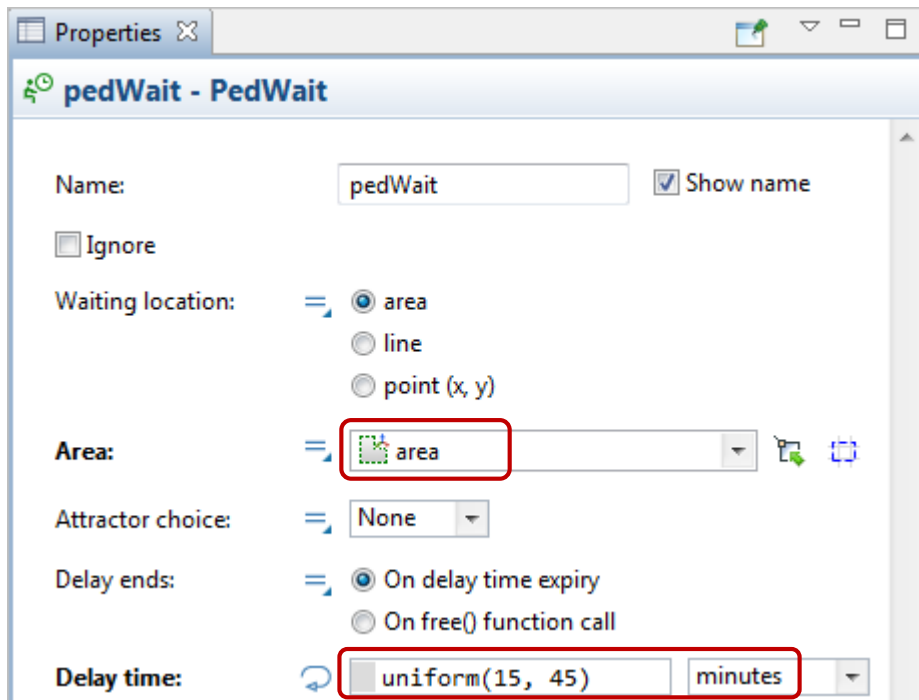 Properties
pedWait - PedWait
Name: pedWait Show name
Ignore
Waiting location: area
line
point (x, y)
Area: area
Attractor choice: None
Delay ends: On delay time expiry
On free() function call
Delay time: uniform(15, 45) minutes